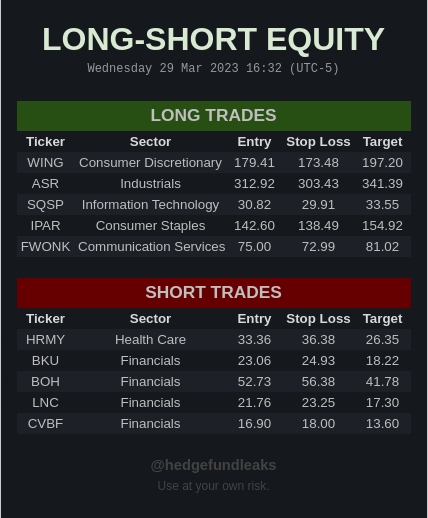 LONG-SHORT EQUITY
Wednesday 29 Mar 2023 16:32 (UTC-5)
LONG TRADES
Ticker Sector Entry Stop Loss Target
WING Consumer Discretionary 179.41 173.48 197.20
ASR Industrials 312.92 303.43 341.39
SQSP Information Technology 30.82 29.91 33.55
IPAR Consumer Staples 142.60 138.49 154.92
FWONK Communication Services 75.00 72.99 81.02
SHORT TRADES
Ticker Sector Entry Stop Loss Target
HRMY Health Care 33.36 36.38 26.35
BKU Financials 23.06 24.93 18.22
BOH Financials 52.73 56.38 41.78
LNC Financials 21.76 23.25 17.30
CVBF Financials 16.90 18.00 13.60
@hedgefundleaks
Use at your own risk.